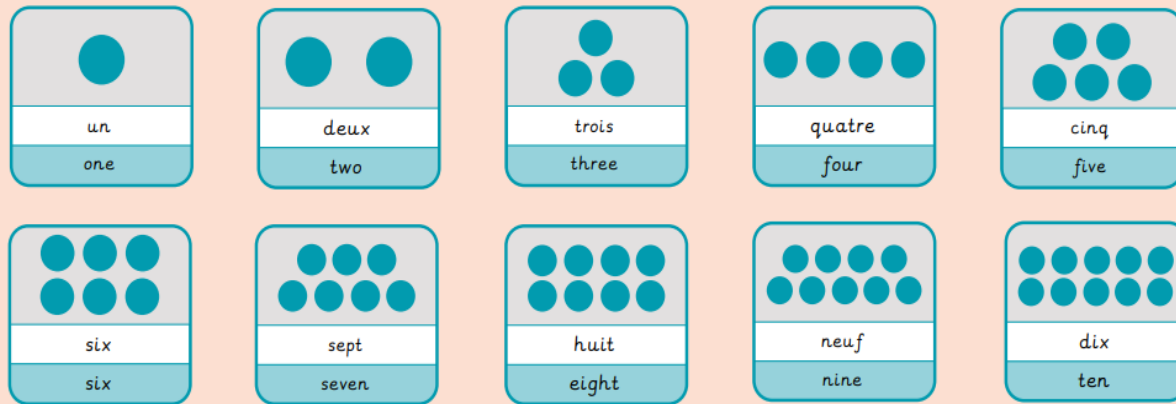 un
one
deux
two
trois
three
quatre
four
cinq
five
six
six
sept
seven
huit
eight
neuf
nine
dix
ten